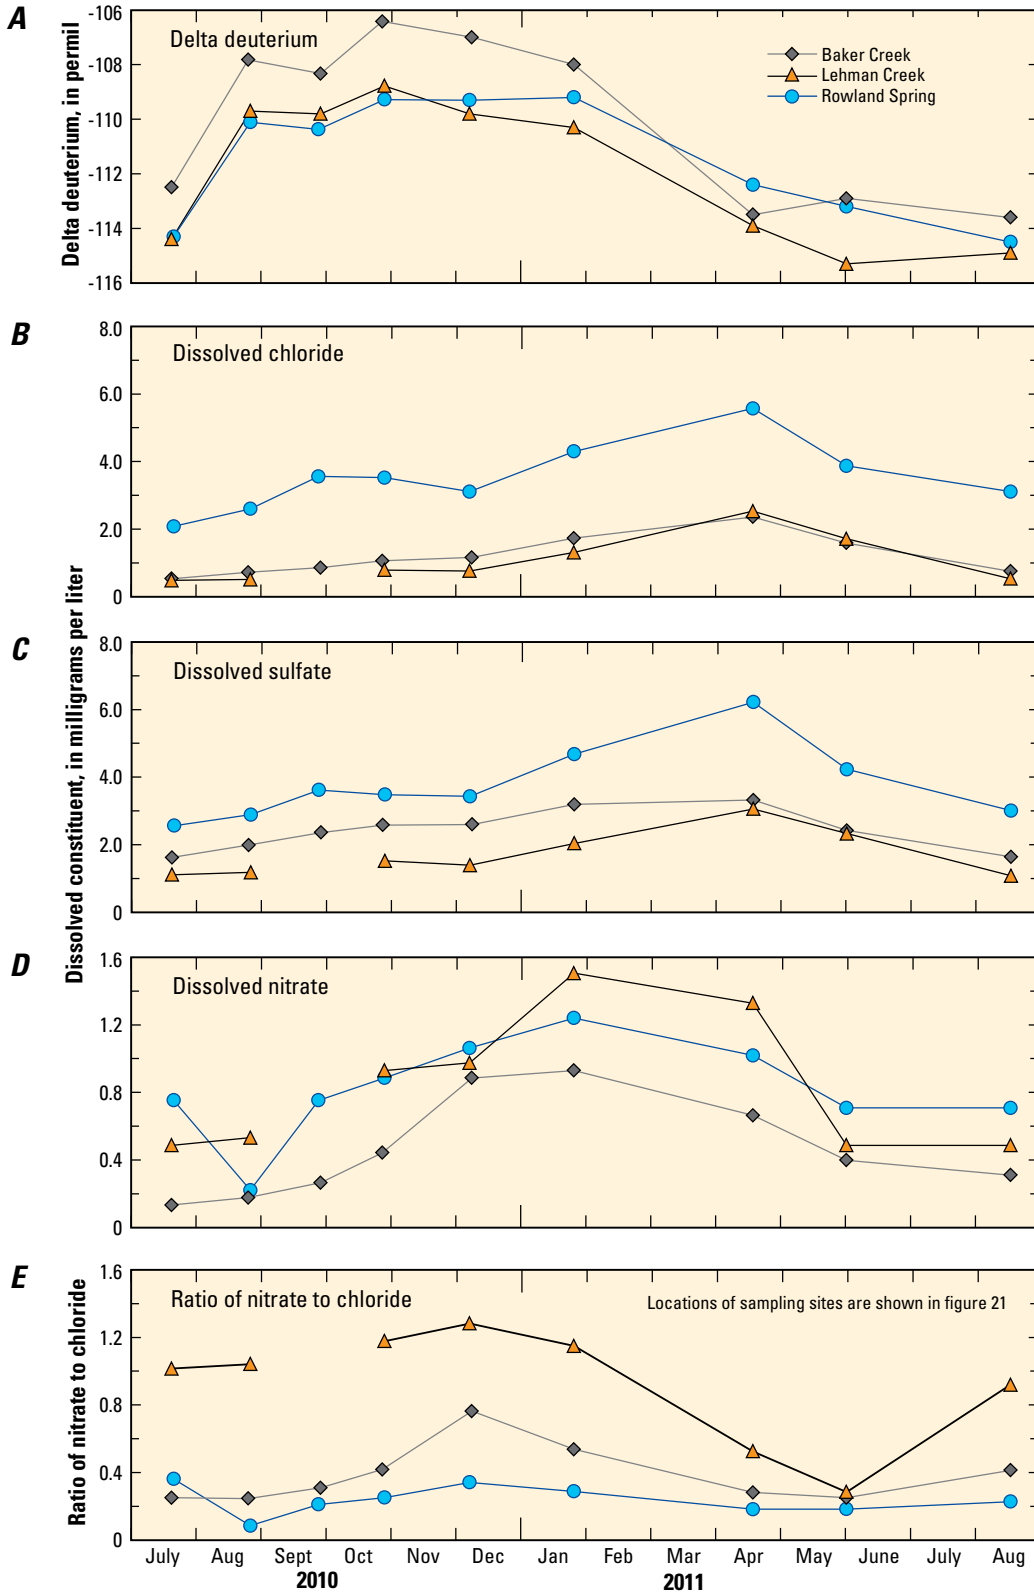 A
Delta deuterium, in permil
-106
-108
-110
-112
-114
-116
Delta deuterium
Baker Creek
Lehman Creek
Rowland Spring
Dissolved constituent, in milligrams per liter
B
8.0
6.0
4.0
2.0
0
Dissolved chloride
C
8.0
6.0
4.0
2.0
0
Dissolved sulfate
D
1.6
1.2
0.8
0.4
0
Dissolved nitrate
E
Ratio of nitrate to chloride
1.6
1.2
0.8
0.4
0
Ratio of nitrate to chloride
Locations of sampling sites are shown in figure 21
July Aug Sept Oct Nov Dec Jan Feb Mar Apr May June July Aug
2010 2011